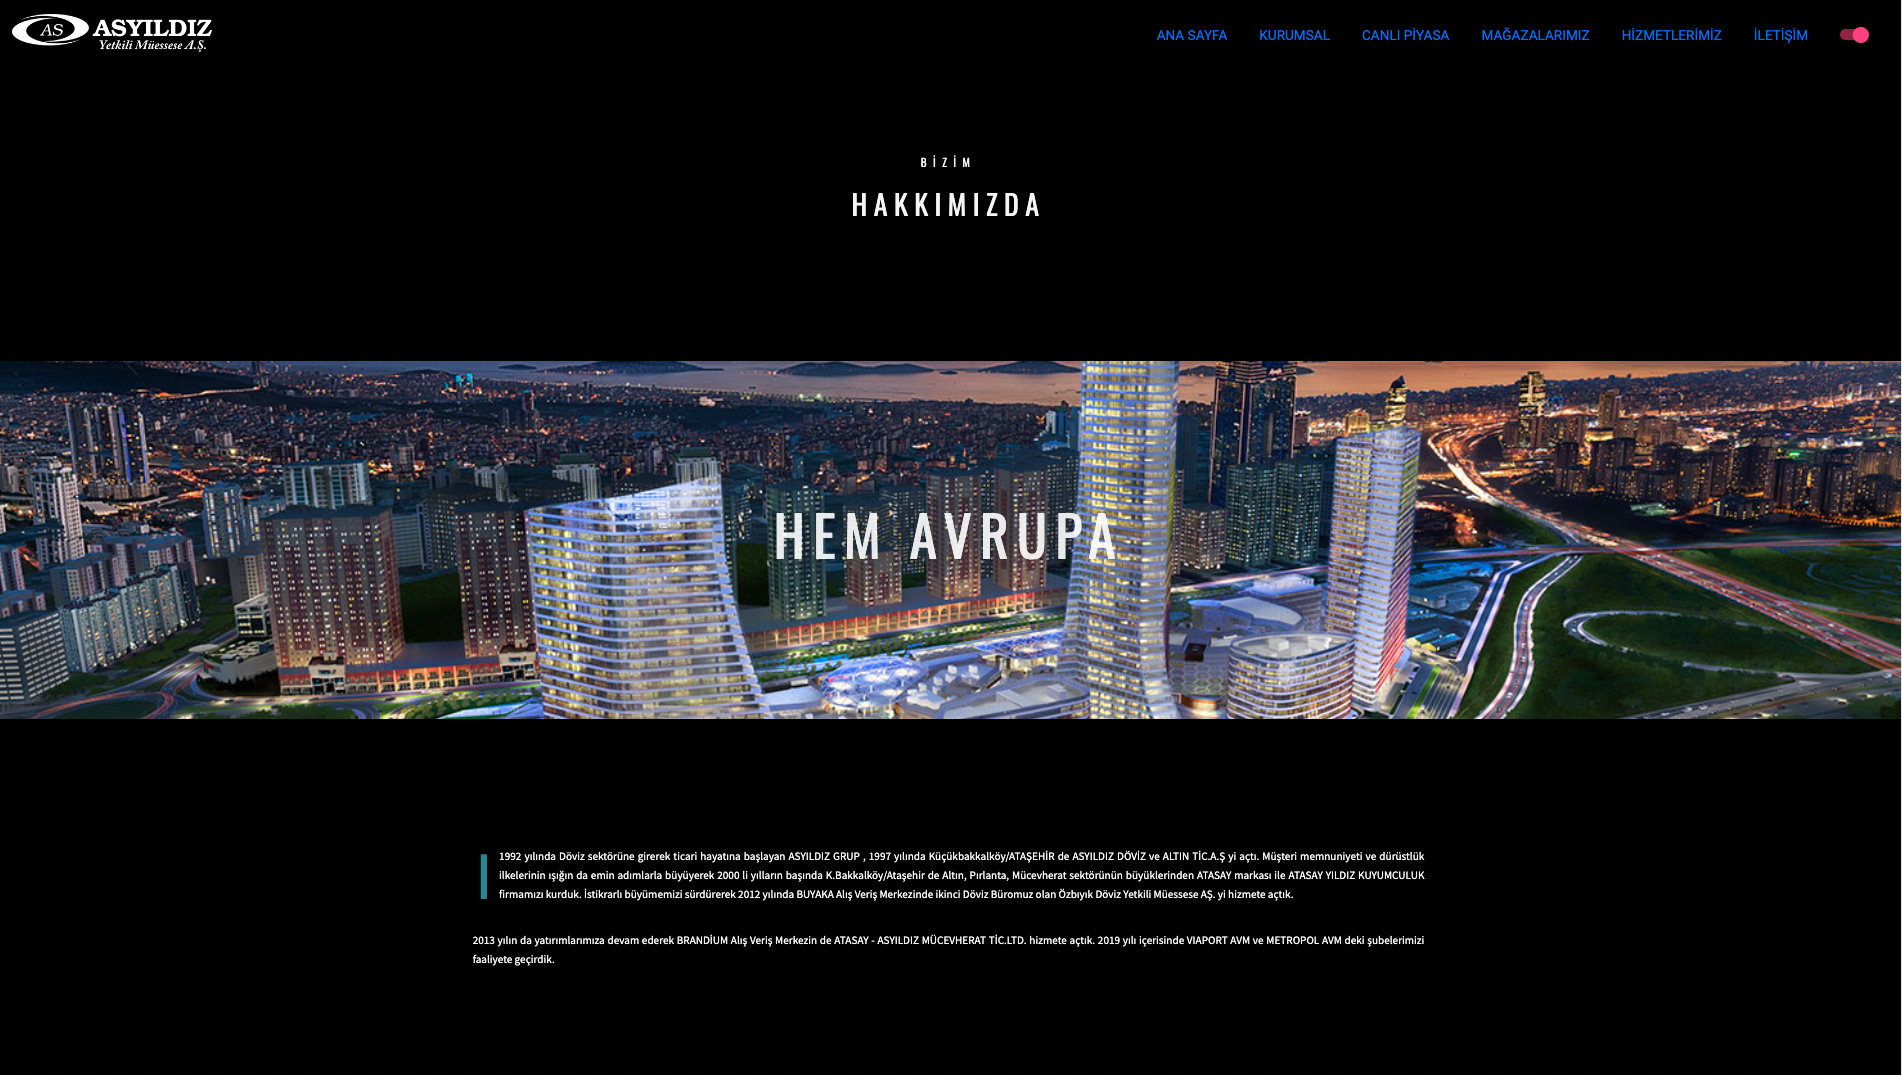 AS ASYILDIZ
Yetkili Müessese A.Ş.
ANA SAYFA KURUMSAL CANLI PİYASA MAĞAZALARIMIZ HİZMETLERİMİZ İLETİŞİM
BİZİM
HAKKIMIZDA
HEM AVRUPA
1992 yılında Döviz sektörüne girerek ticari hayatına başlayan ASYILDIZ GRUP , 1997 yılında Küçükbakkalköy/ATAŞEHİR de ASYILDIZ DÖVİZ ve ALTIN TİC.A.Ş yi açtı. Müşteri memnuniyeti ve dürüstlük
ilkelerinin ışığın da emin adımlarla büyüyerek 2000 li yılların başında K.Bakkalköy/Ataşehir de Altın, Pırlanta, Mücevherat sektörünün büyüklerinden ATASAY markası ile ATASAY YILDIZ KUYUMCULUK
firmamızı kurduk. İstikrarlı büyümemizi sürdürerek 2012 yılında BUYAKA Alış Veriş Merkezinde ikinci Döviz Büromuz olan Özbıyık Döviz Yetkili Müessese AŞ. yi hizmete açtık.
2013 yılın da yatırımlarımıza devam ederek BRANDİUM Alış Veriş Merkezin de ATASAY - ASYILDIZ MÜCEVHERAT TİC.LTD. hizmete açtık. 2019 yılı içerisinde VIAPORT AVM ve METROPOL AVM deki şubelerimizi
faaliyete geçirdik.